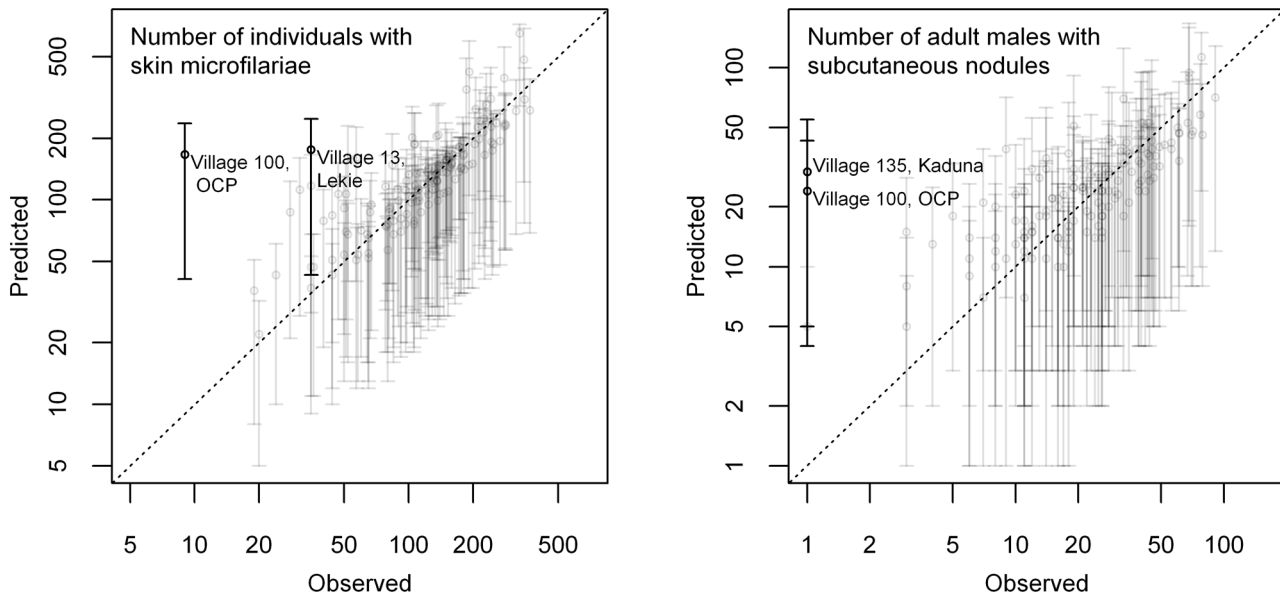 Number of individuals with
skin microfilariae
500
200
100
50
20
10
5
Predicted
Village 100,
OCP
Village 13,
Lekie
5 10 20 50 100 200 500
Observed
Number of adult males with
subcutaneous nodules
100
50
20
10
5
2
1
Predicted
Village 135, Kaduna
Village 100, OCP
1 2 5 10 20 50 100
Observed